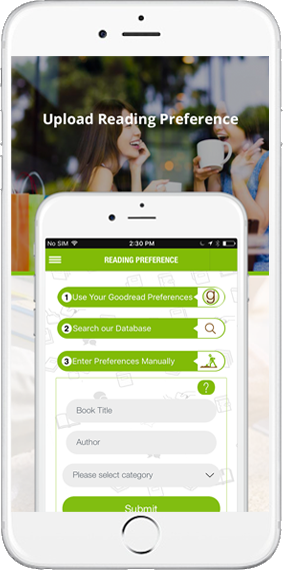 Upload Reading Preference
No SIM 2:30 PM
READING PREFERENCE
1 Use Your Goodread Preferences g
2 Search our Database
3 Enter Preferences Manually
?
Book Title
Author
Please select category
Submit